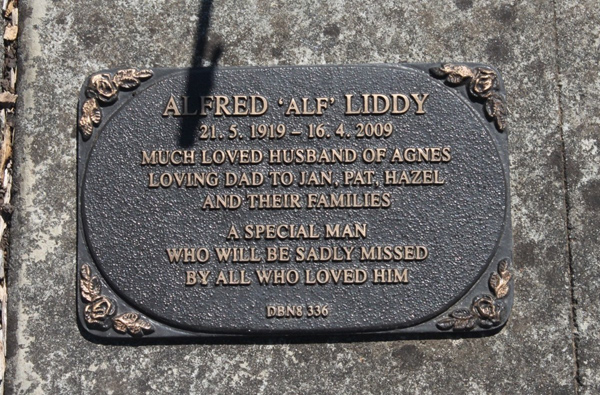 ALFRED 'ALF' LIDDY
21. 5. 1919 – 16. 4. 2009
MUCH LOVED HUSBAND OF AGNES
LOVING DAD TO JAN, PAT, HAZEL
AND THEIR FAMILIES
A SPECIAL MAN
WHO WILL BE SADLY MISSED
BY ALL WHO LOVED HIM
DBN8 336